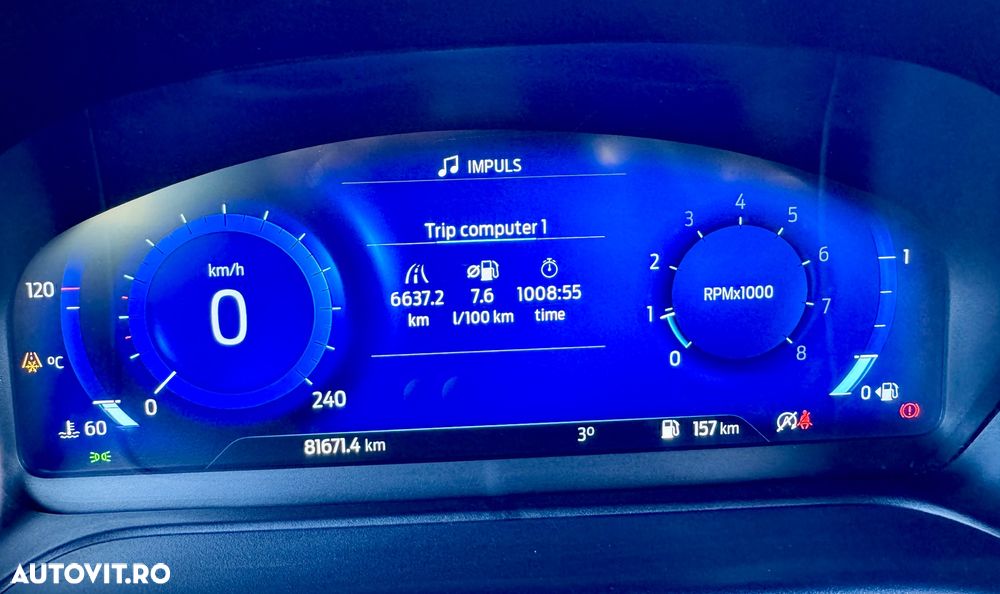 IMPULS
Trip computer 1
6637.2 7.6 1008:55
km l/100 km time
km/h
0
0
240
120
°C
60
RPMx1000
0
1
2
3
4
5
6
7
8
1
0
81671.4 km
3°
157 km
AUTOVIT.RO